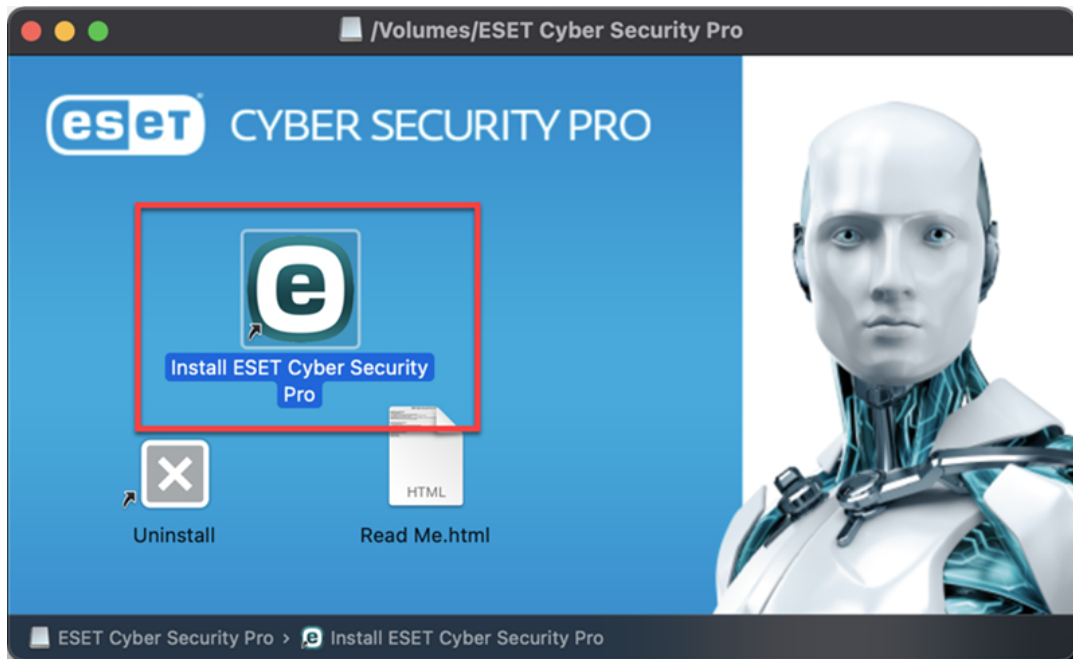 /Volumes/ESET Cyber Security Pro
eset CYBER SECURITY PRO
e
Install ESET Cyber Security
Pro
HTML
Uninstall
Read Me.html
ESET Cyber Security Pro › e Install ESET Cyber Security Pro